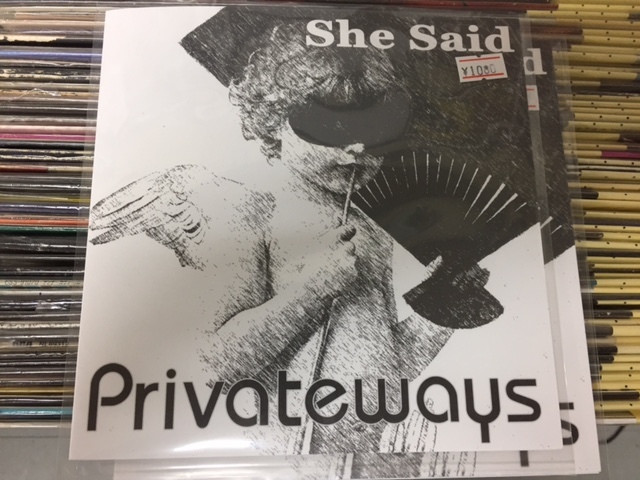 She Said
¥1080
d
Privateways
s